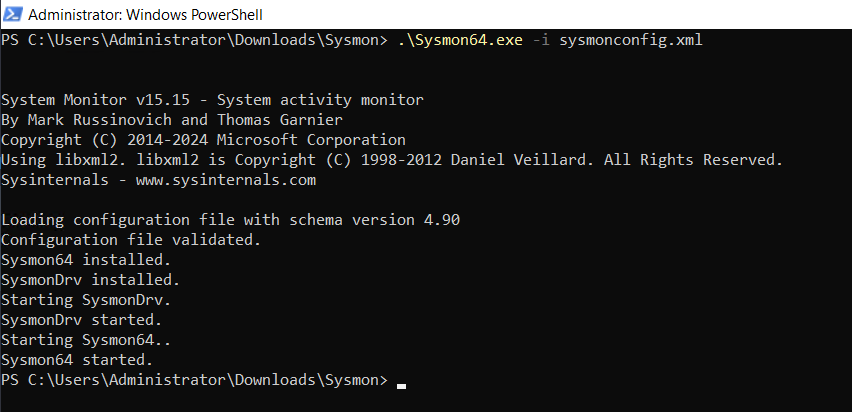 Administrator: Windows PowerShell
PS C:\Users\Administrator\Downloads\Sysmon> .\Sysmon64.exe -i sysmonconfig.xml
System Monitor v15.15 - System activity monitor
By Mark Russinovich and Thomas Garnier
Copyright (C) 2014-2024 Microsoft Corporation
Using libxml2. libxml2 is Copyright (C) 1998-2012 Daniel Veillard. All Rights Reserved.
Sysinternals - www.sysinternals.com
Loading configuration file with schema version 4.90
Configuration file validated.
Sysmon64 installed.
SysmonDrv installed.
Starting SysmonDrv.
SysmonDrv started.
Starting Sysmon64..
Sysmon64 started.
PS C:\Users\Administrator\Downloads\Sysmon>